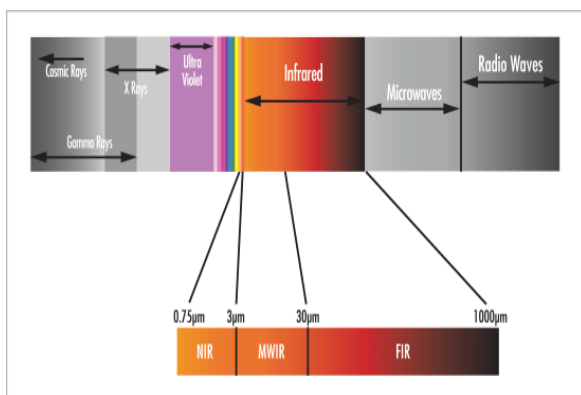 Cosmic Rays
X Rays
Gamma Rays
Ultra
Violet
Infrared
Microwaves
Radio Waves
0.75µm
3µm
30µm
1000µm
NIR
MWIR
FIR